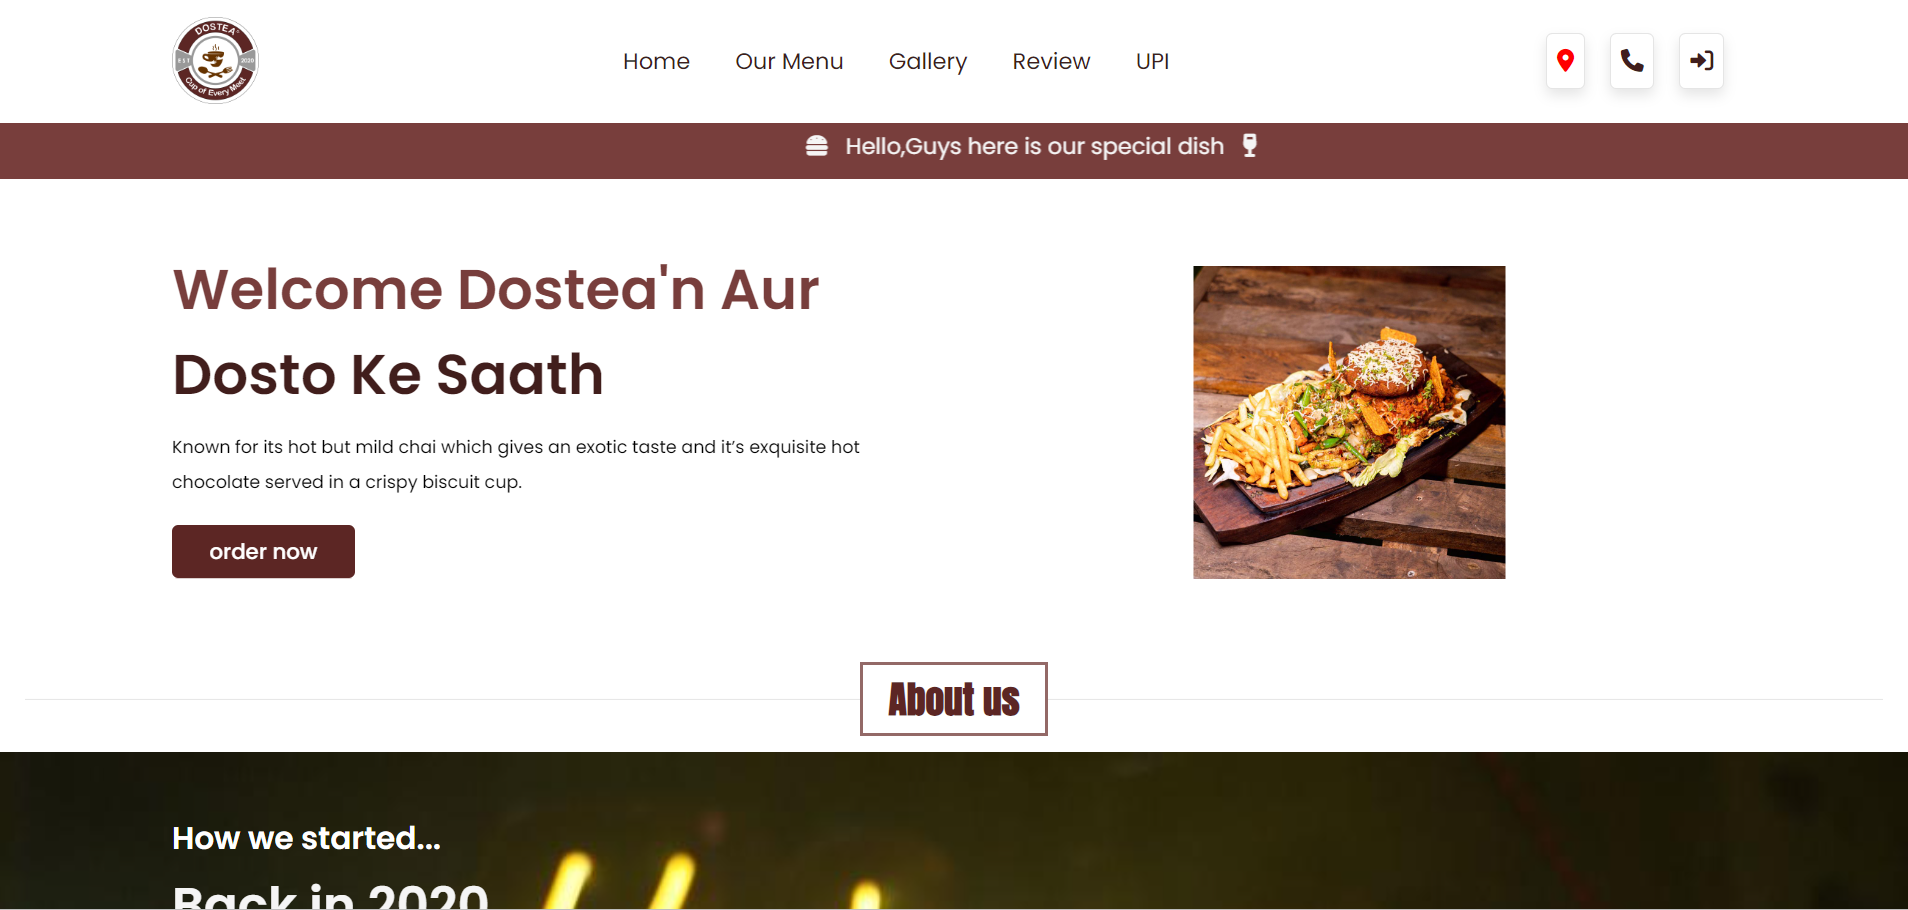 DOSTEA
EST 2020
Cup of Every Meet
Home Our Menu Gallery Review UPI
Hello,Guys here is our special dish
Welcome Dostea'n Aur
Dosto Ke Saath
Known for its hot but mild chai which gives an exotic taste and it’s exquisite hot
chocolate served in a crispy biscuit cup.
order now
About us
How we started...
Back in 2020